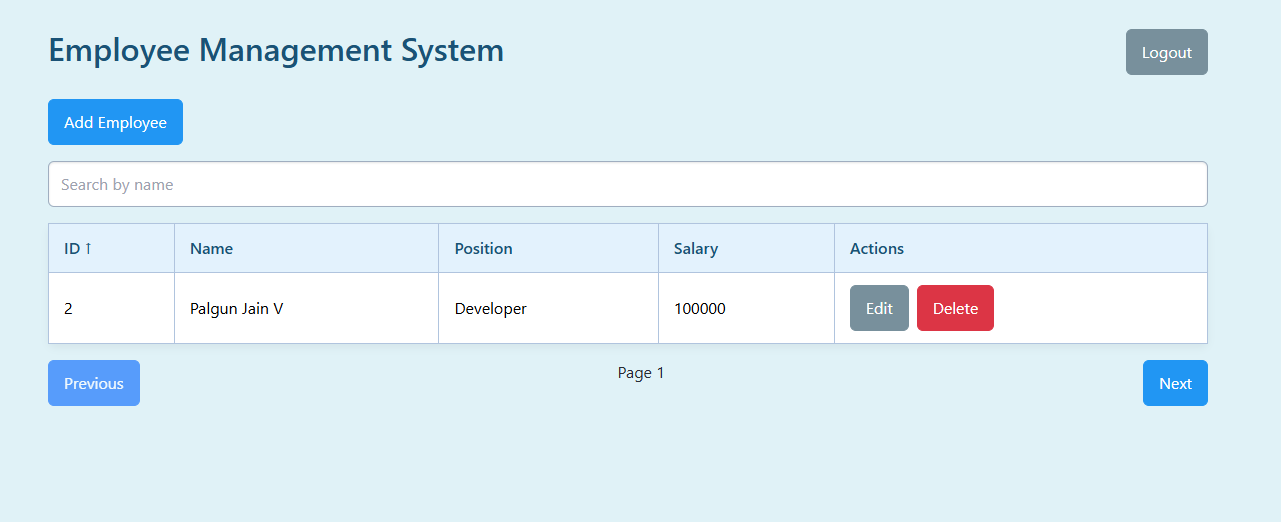 Employee Management System
Logout
Add Employee
Search by name
ID ↑ Name Position Salary Actions
2 Palgun Jain V Developer 100000 Edit Delete
Previous Page 1 Next